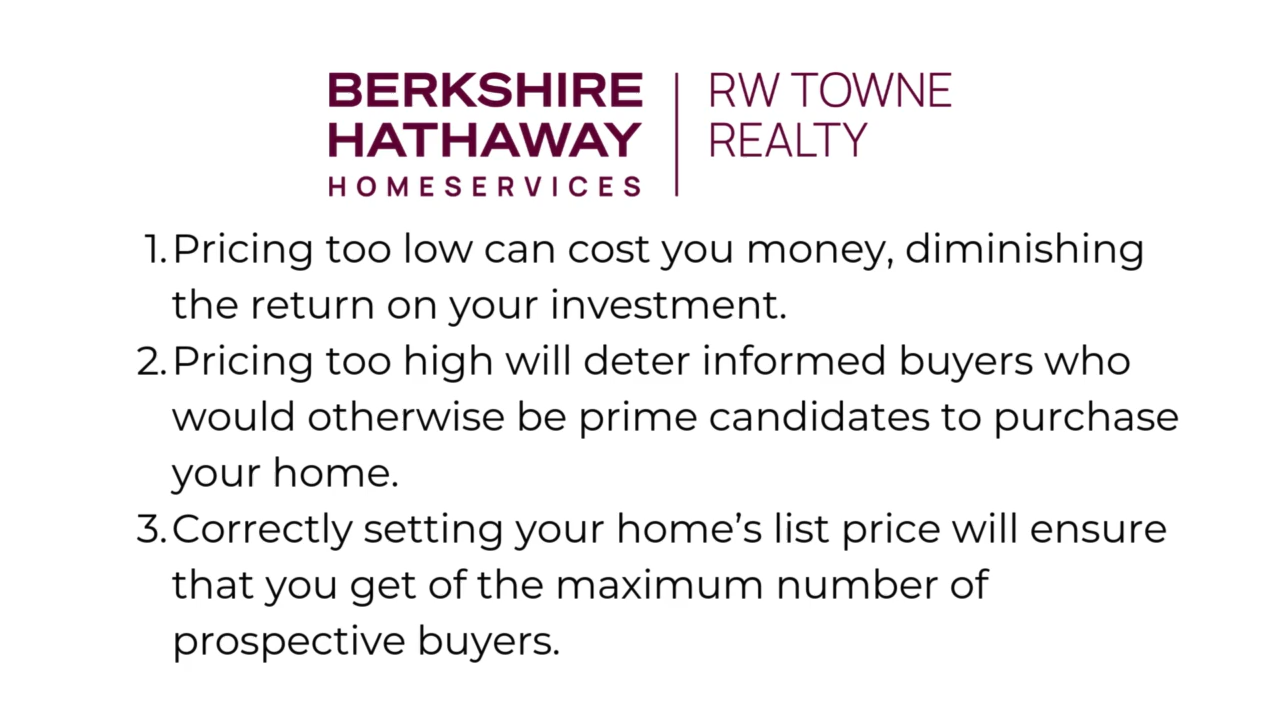 BERKSHIRE
HATHAWAY
HOMESERVICES
RW TOWNE
REALTY
1. Pricing too low can cost you money, diminishing
the return on your investment.
2. Pricing too high will deter informed buyers who
would otherwise be prime candidates to purchase
your home.
3. Correctly setting your home’s list price will ensure
that you get of the maximum number of
prospective buyers.